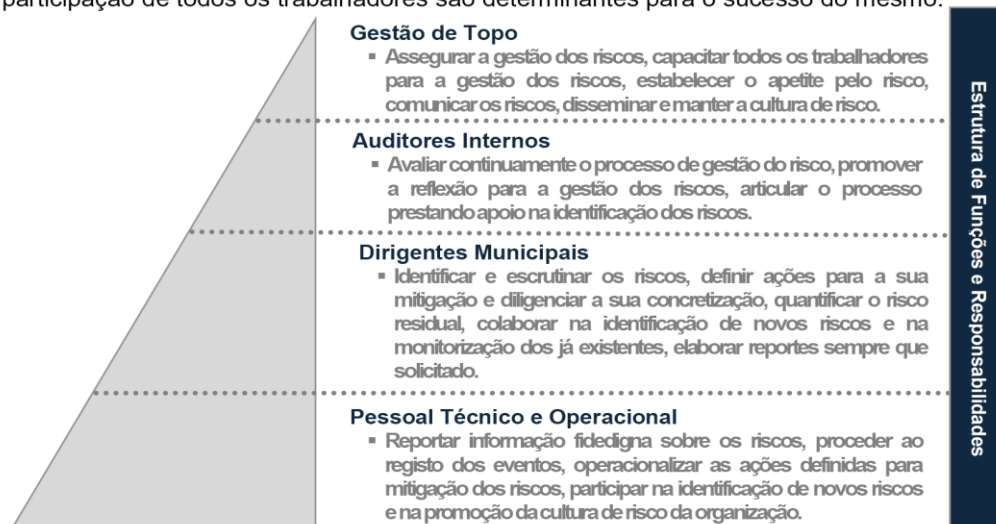 participação de todos os trabalhadores são determinantes para o sucesso do mesmo.
Gestão de Topo
▪ Assegurar a gestão dos riscos, capacitar todos os trabalhadores
para a gestão dos riscos, estabelecer o apetite pelo risco,
comunicar os riscos, disseminar e manter a cultura de risco.
Auditores Internos
▪ Avaliar continuamente o processo de gestão do risco, promover
a reflexão para a gestão dos riscos, articular o processo
prestando apoio na identificação dos riscos.
Dirigentes Municipais
▪ Identificar e escrutinar os riscos, definir ações para a sua
mitigação e diligenciar a sua concretização, quantificar o risco
residual, colaborar na identificação de novos riscos e na
monitorização dos já existentes, elaborar reportes sempre que
solicitado.
Pessoal Técnico e Operacional
▪ Reportar informação fidedigna sobre os riscos, proceder ao
registo dos eventos, operacionalizar as ações definidas para
mitigação dos riscos, participar na identificação de novos riscos
e na promoção da cultura de risco da organização.
Estrutura de Funções e Responsabilidades